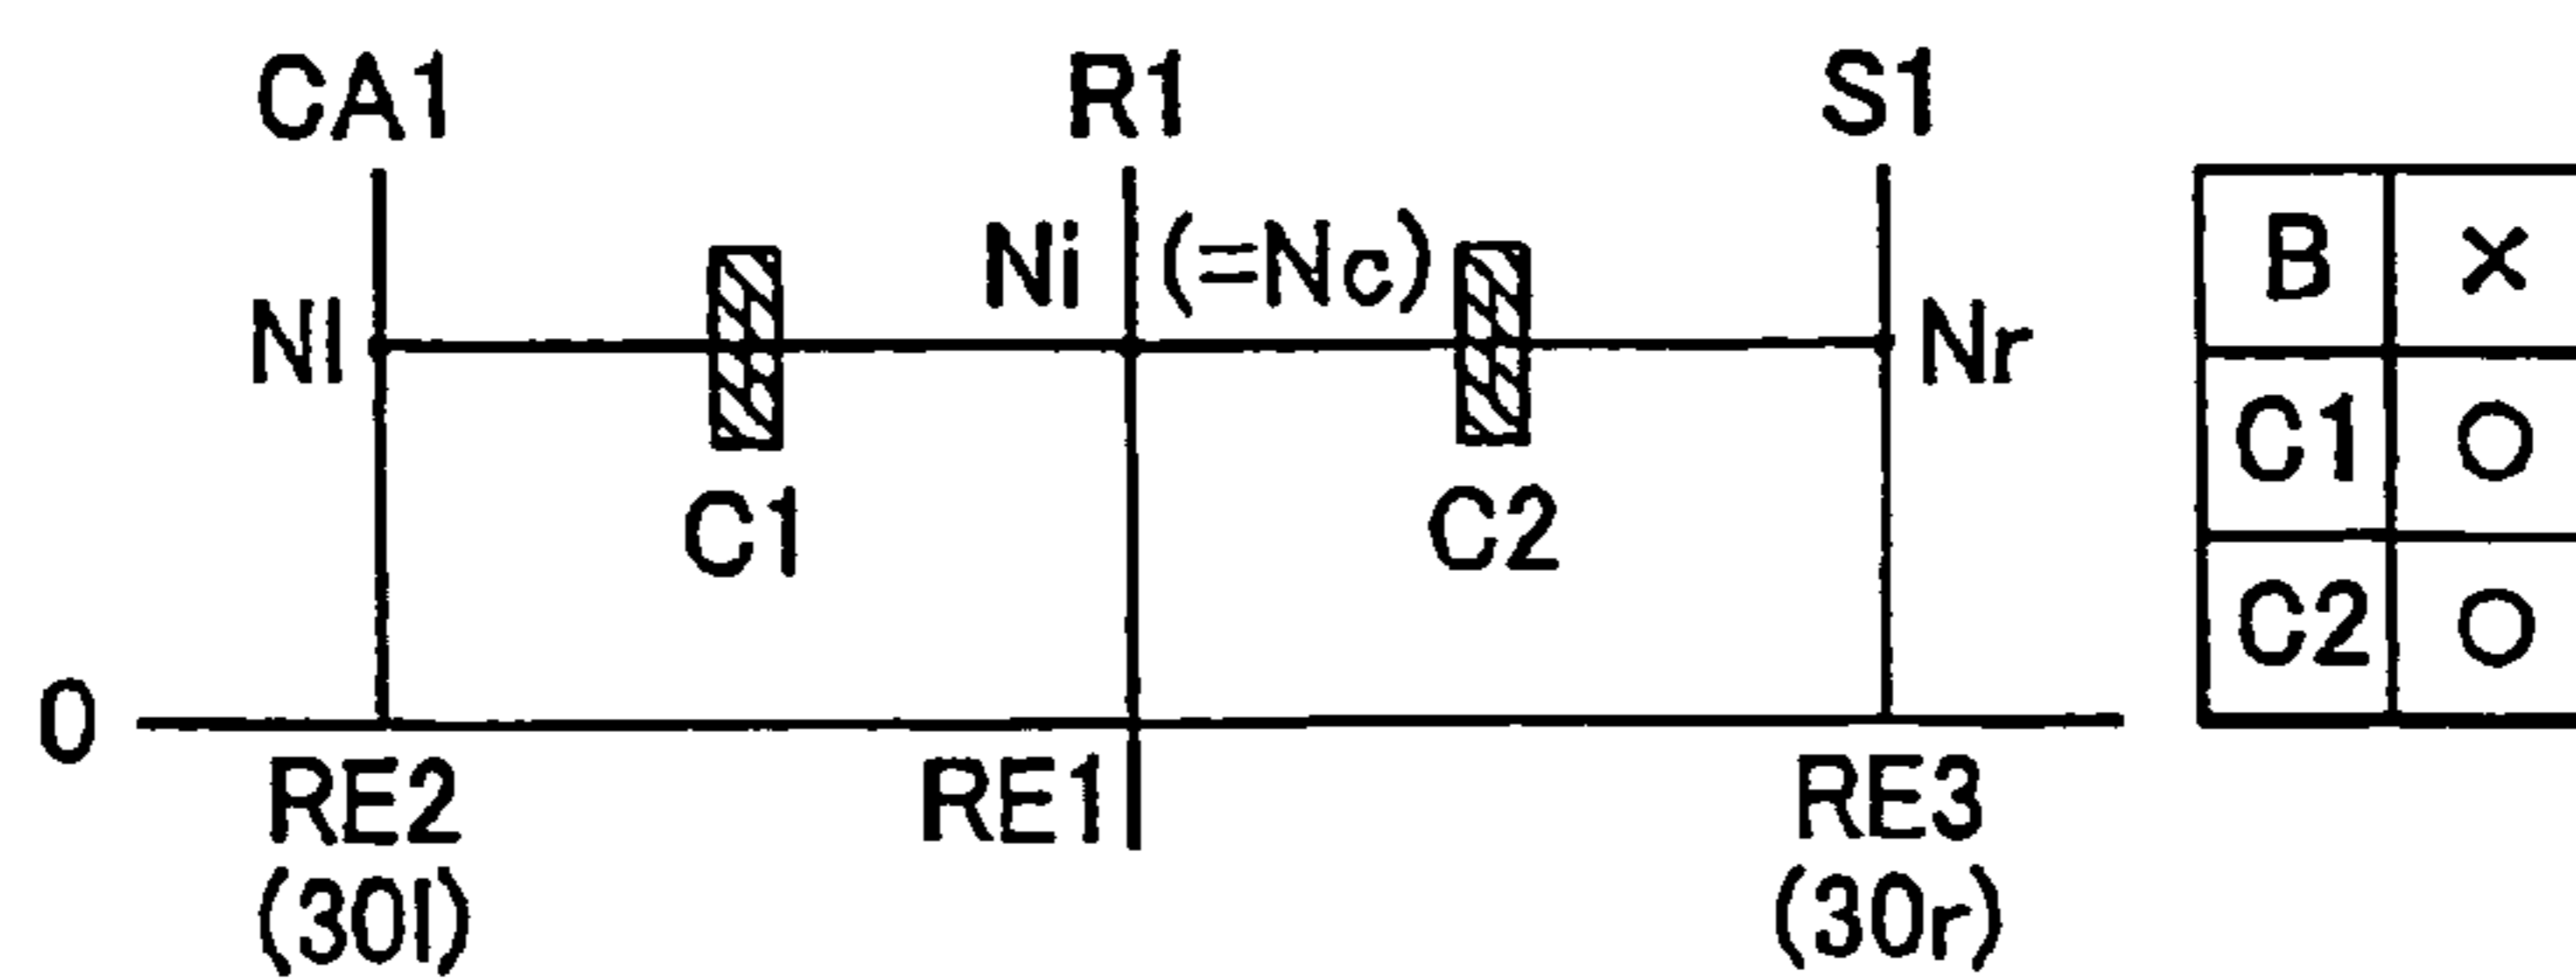 CA1 R1 S1
Ni (=Nc)
Nl Nr
C1 C2
0
RE2 RE1 RE3
(30l) (30r)
B ×
C1 ○
C2 ○